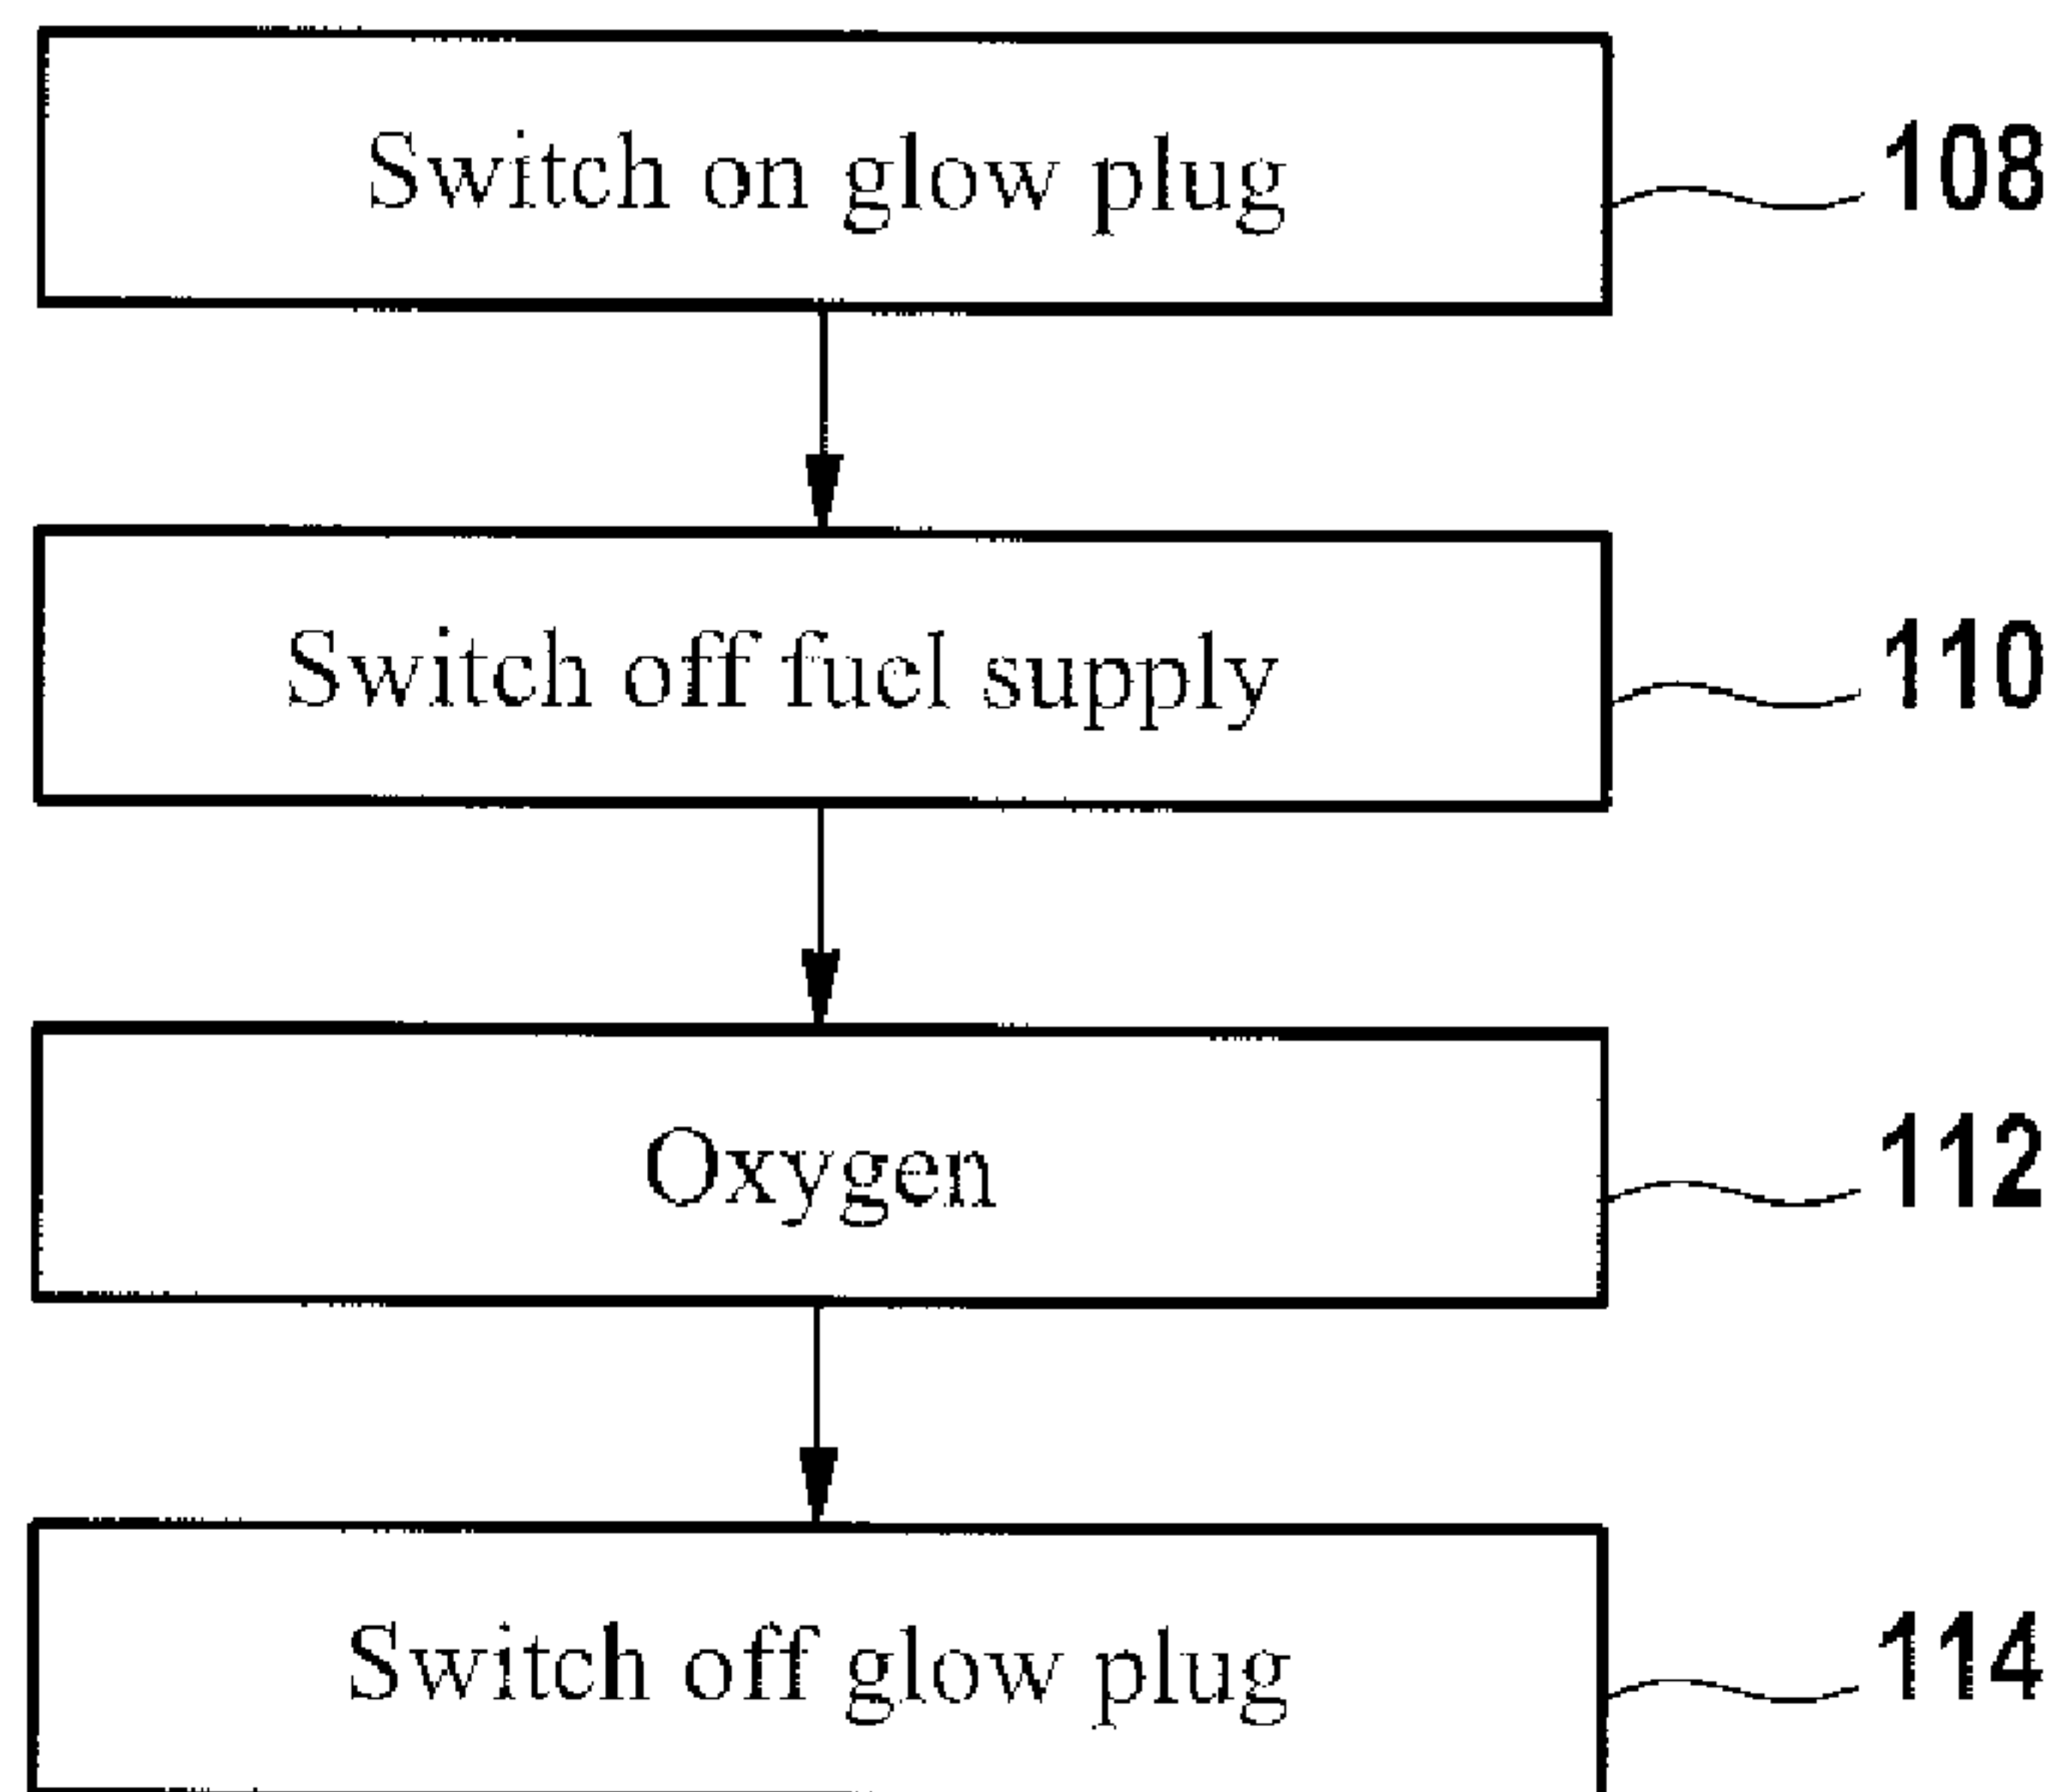 Switch on glow plug 108
Switch off fuel supply 110
Oxygen 112
Switch off glow plug 114